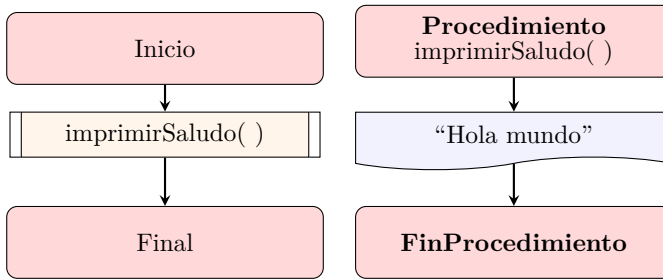 Inicio
imprimirSaludo( )
Final
Procedimiento
imprimirSaludo( )
“Hola mundo”
FinProcedimiento